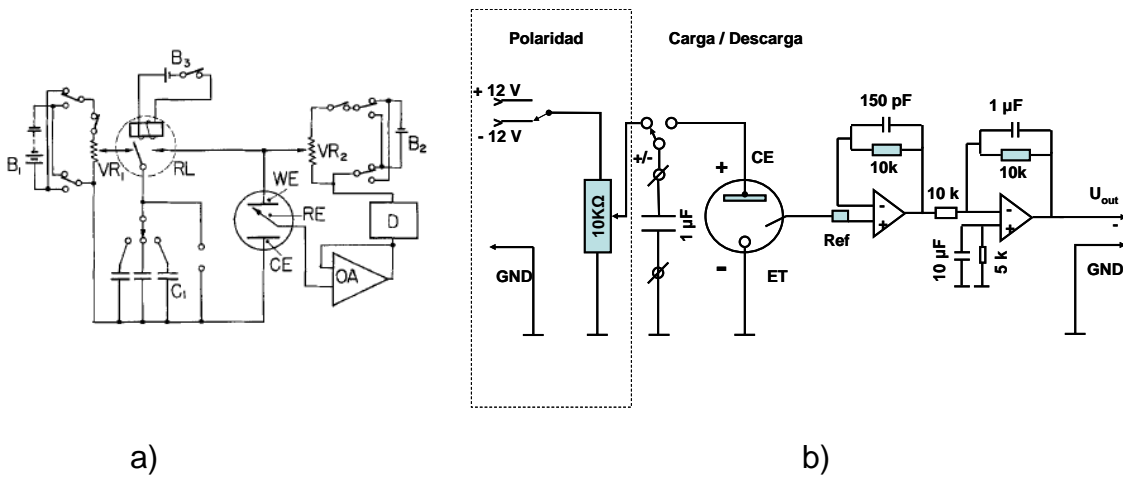 B₃
B₁
VR₁
RL
VR₂
B₂
WE
RE
CE
D
OA
C₁
a)
Polaridad
Carga / Descarga
+ 12 V
- 12 V
10KΩ
GND
+/-
1 µF
+
CE
-
ET
Ref
150 pF
10k
-
+
10 k
1 µF
10k
-
+
10 µF
5 k
Uout
-
GND
b)